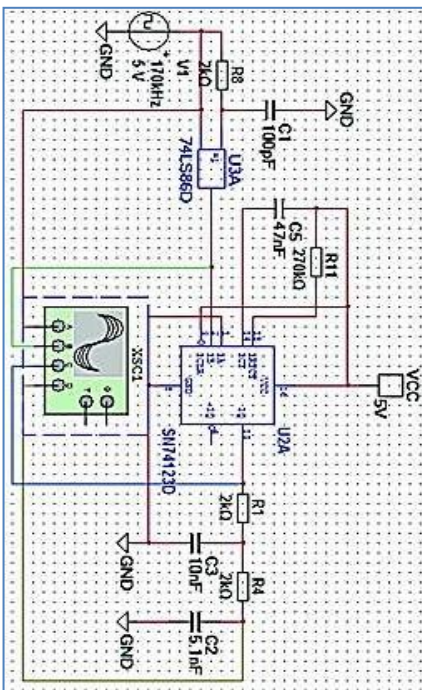 GND
V1
170kHz
5 V
R8
2kΩ
C1
100pF
GND
U3A
74LS86D
C5
47nF
R11
270kΩ
VCC
5V
XSC1
U2A
SN74123D
R1
2kΩ
C3
10nF
GND
R4
2kΩ
C2
5.1nF
GND